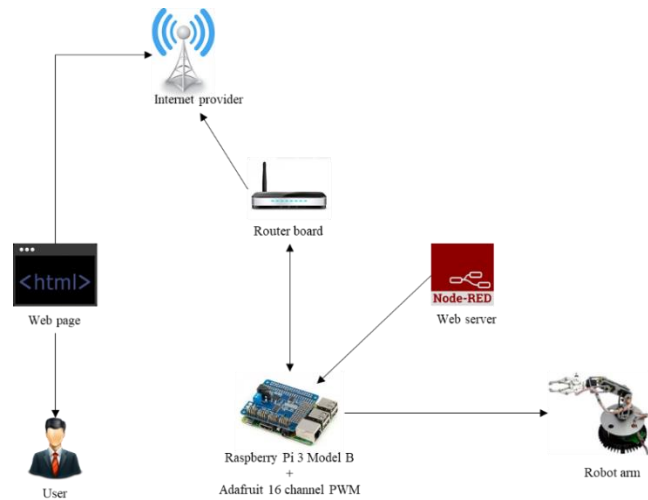 Internet provider
Router board
<html>
Web page
Node-RED
Web server
Raspberry Pi 3 Model B
+
Adafruit 16 channel PWM
Robot arm
User